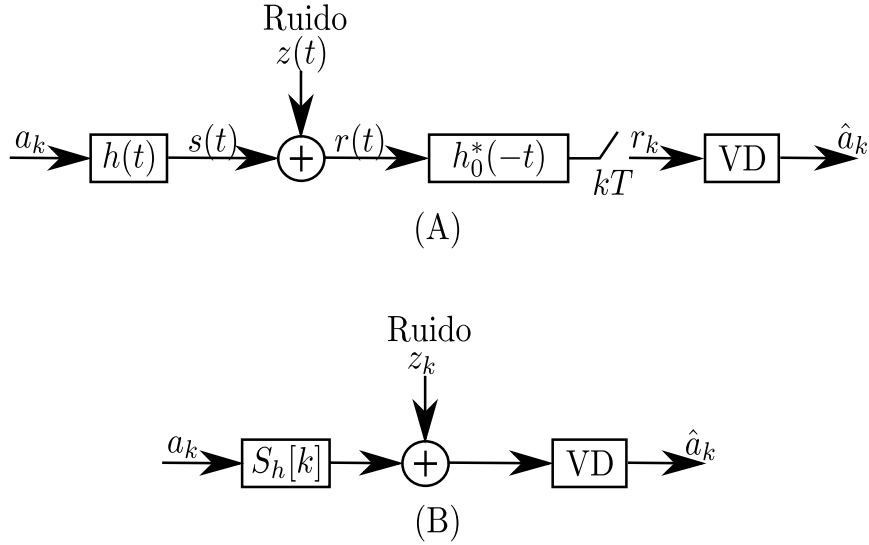 Ruido
z(t)
a_k h(t) s(t) + r(t) h_0^*(-t) kT r_k VD â_k
(A)
Ruido
z_k
a_k S_h[k] + VD â_k
(B)